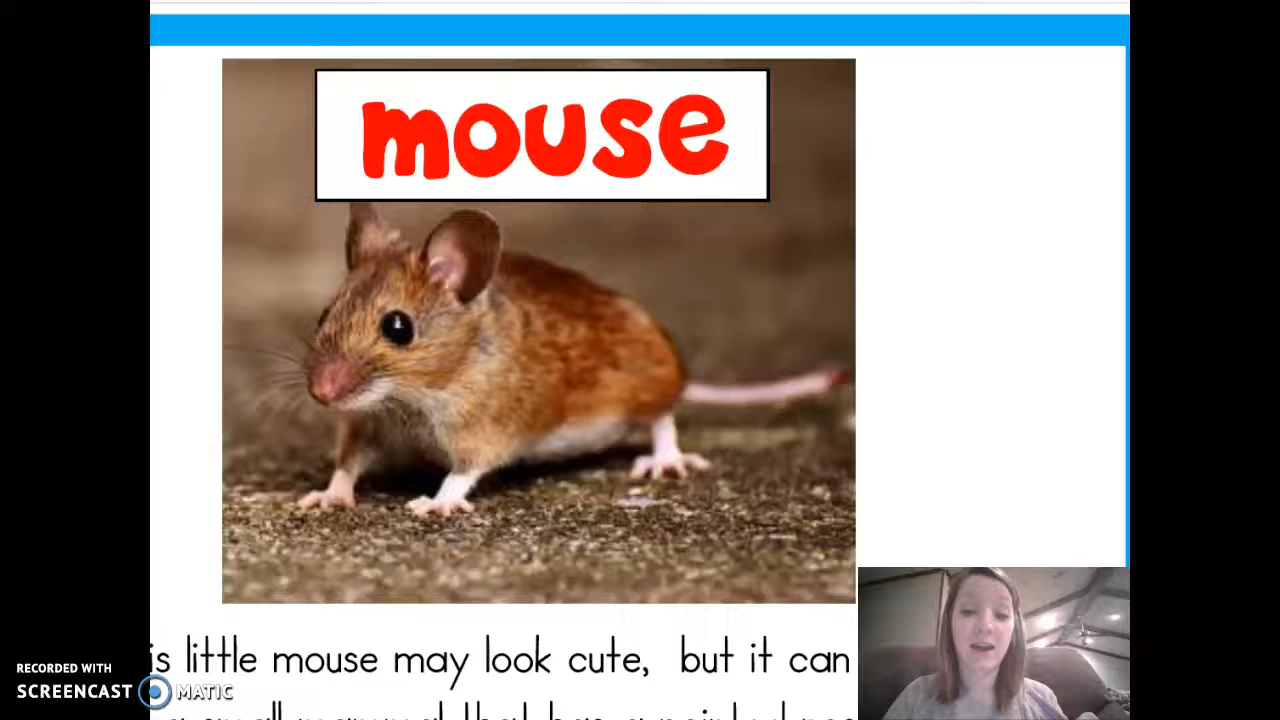 mouse
is little mouse may look cute, but it can
RECORDED WITH
SCREENCAST MATIC